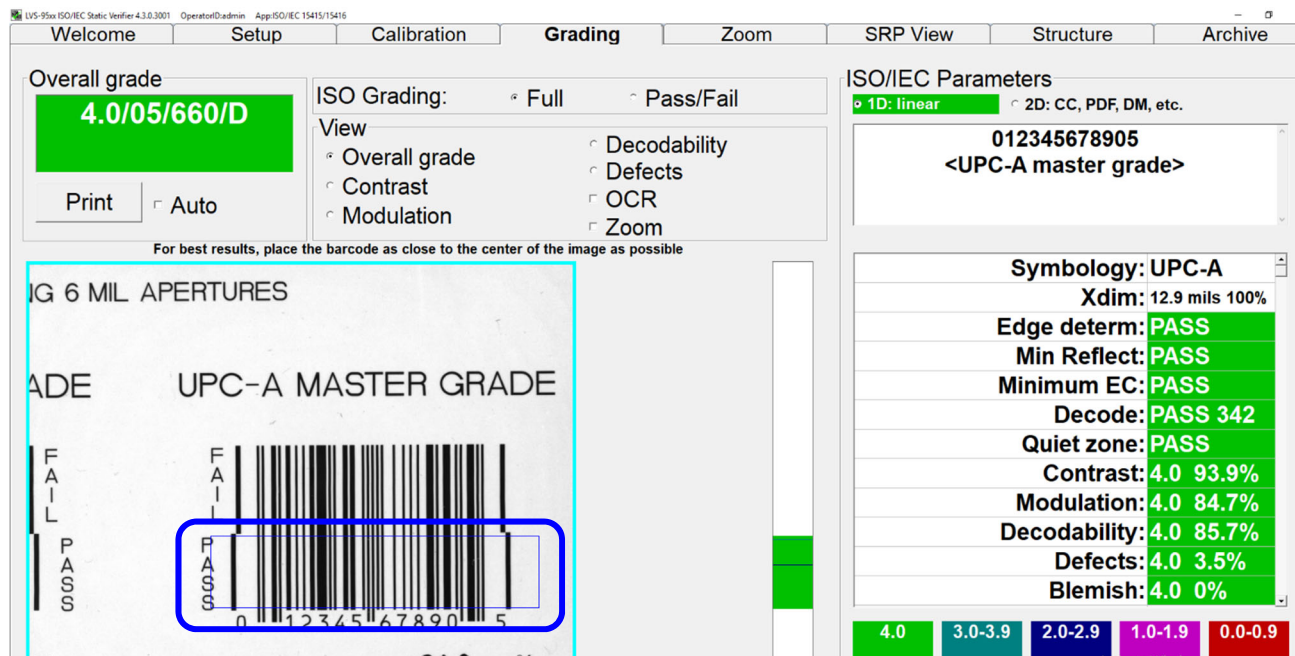 LVS-95xx ISO/IEC Static Verifier 4.3.0.3001 OperatorID:admin App:ISO/IEC 15415/15416
Welcome Setup Calibration Grading Zoom SRP View Structure Archive
Overall grade
4.0/05/660/D
Print Auto
ISO Grading: Full Pass/Fail
View
Overall grade
Contrast
Modulation
Decodability
Defects
OCR
Zoom
For best results, place the barcode as close to the center of the image as possible
ISO/IEC Parameters
1D: linear 2D: CC, PDF, DM, etc.
012345678905
<UPC-A master grade>
IG 6 MIL APERTURES
ADE UPC-A MASTER GRADE
FAIL FAIL
PASS PASS
0 12345 67890 5
Symbology: UPC-A
Xdim: 12.9 mils 100%
Edge determ: PASS
Min Reflect: PASS
Minimum EC: PASS
Decode: PASS 342
Quiet zone: PASS
Contrast: 4.0 93.9%
Modulation: 4.0 84.7%
Decodability: 4.0 85.7%
Defects: 4.0 3.5%
Blemish: 4.0 0%
4.0 3.0-3.9 2.0-2.9 1.0-1.9 0.0-0.9